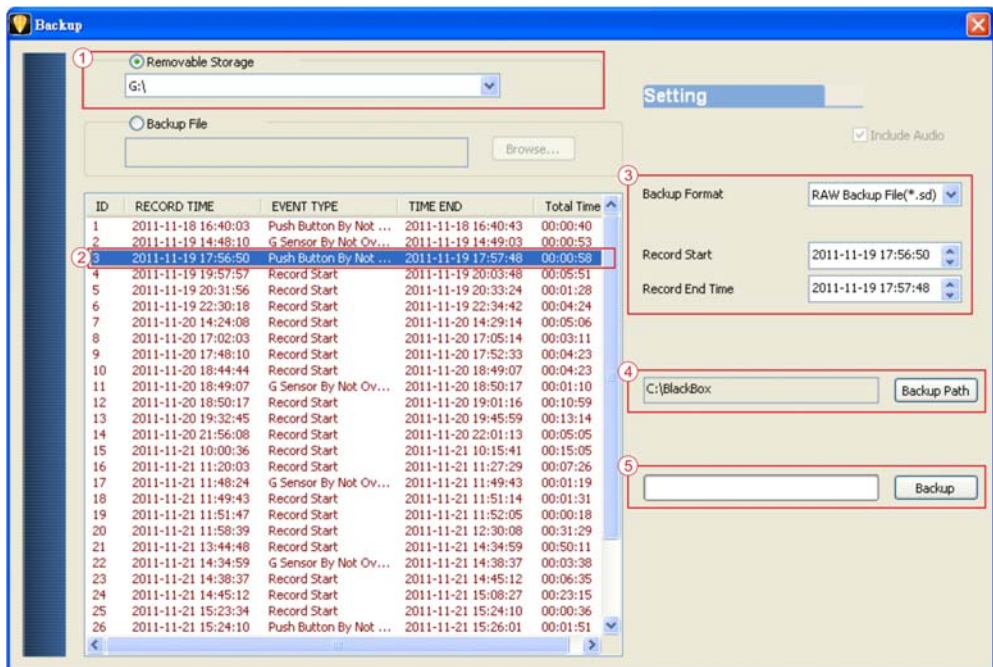 Backup
① Removable Storage
G:\
Backup File
Browse...
ID RECORD TIME EVENT TYPE TIME END Total Time
1 2011-11-18 16:40:03 Push Button By Not ... 2011-11-18 16:40:43 00:00:40
2 2011-11-19 14:48:10 G Sensor By Not Ov... 2011-11-19 14:49:03 00:00:53
② 3 2011-11-19 17:56:50 Push Button By Not ... 2011-11-19 17:57:48 00:00:58
4 2011-11-19 19:57:57 Record Start 2011-11-19 20:03:48 00:05:51
5 2011-11-19 20:31:56 Record Start 2011-11-19 20:33:24 00:01:28
6 2011-11-19 22:30:18 Record Start 2011-11-19 22:34:42 00:04:24
7 2011-11-20 14:24:08 Record Start 2011-11-20 14:29:14 00:05:06
8 2011-11-20 17:02:03 Record Start 2011-11-20 17:05:14 00:03:11
9 2011-11-20 17:48:10 Record Start 2011-11-20 17:52:33 00:04:23
10 2011-11-20 18:44:44 Record Start 2011-11-20 18:49:07 00:04:23
11 2011-11-20 18:49:07 G Sensor By Not Ov... 2011-11-20 18:50:17 00:01:10
12 2011-11-20 18:50:17 Record Start 2011-11-20 19:01:16 00:10:59
13 2011-11-20 19:32:45 Record Start 2011-11-20 19:45:59 00:13:14
14 2011-11-20 21:56:08 Record Start 2011-11-20 22:01:13 00:05:05
15 2011-11-21 10:00:36 Record Start 2011-11-21 10:15:41 00:15:05
16 2011-11-21 11:20:03 Record Start 2011-11-21 11:27:29 00:07:26
17 2011-11-21 11:48:24 G Sensor By Not Ov... 2011-11-21 11:49:43 00:01:19
18 2011-11-21 11:49:43 Record Start 2011-11-21 11:51:14 00:01:31
19 2011-11-21 11:51:47 Record Start 2011-11-21 11:52:05 00:00:18
20 2011-11-21 11:58:39 Record Start 2011-11-21 12:30:08 00:31:29
21 2011-11-21 13:44:48 Record Start 2011-11-21 14:34:59 00:50:11
22 2011-11-21 14:34:59 G Sensor By Not Ov... 2011-11-21 14:38:37 00:03:38
23 2011-11-21 14:38:37 Record Start 2011-11-21 14:45:12 00:06:35
24 2011-11-21 14:45:12 Record Start 2011-11-21 15:08:27 00:23:15
25 2011-11-21 15:23:34 Record Start 2011-11-21 15:24:10 00:00:36
26 2011-11-21 15:24:10 Push Button By Not ... 2011-11-21 15:26:01 00:01:51
Setting
Include Audio
③
Backup Format RAW Backup File(*.sd)
Record Start 2011-11-19 17:56:50
Record End Time 2011-11-19 17:57:48
④
C:\BlackBox Backup Path
⑤
Backup